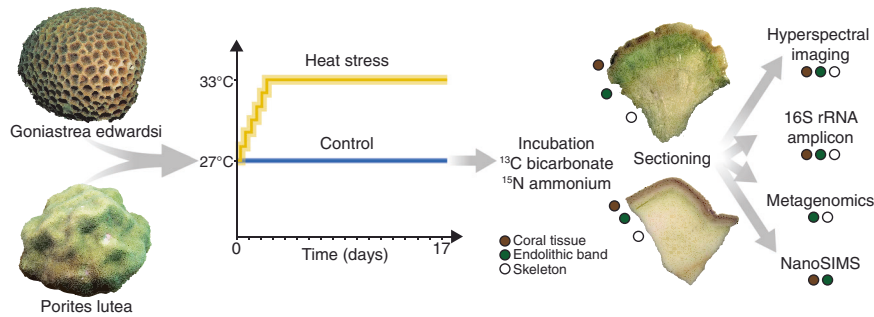 Goniastrea edwardsi
Porites lutea
33°C
27°C
Heat stress
Control
0
Time (days)
17
Incubation
¹³C bicarbonate
¹⁵N ammonium
Coral tissue
Endolithic band
Skeleton
Sectioning
Hyperspectral
imaging
16S rRNA
amplicon
Metagenomics
NanoSIMS